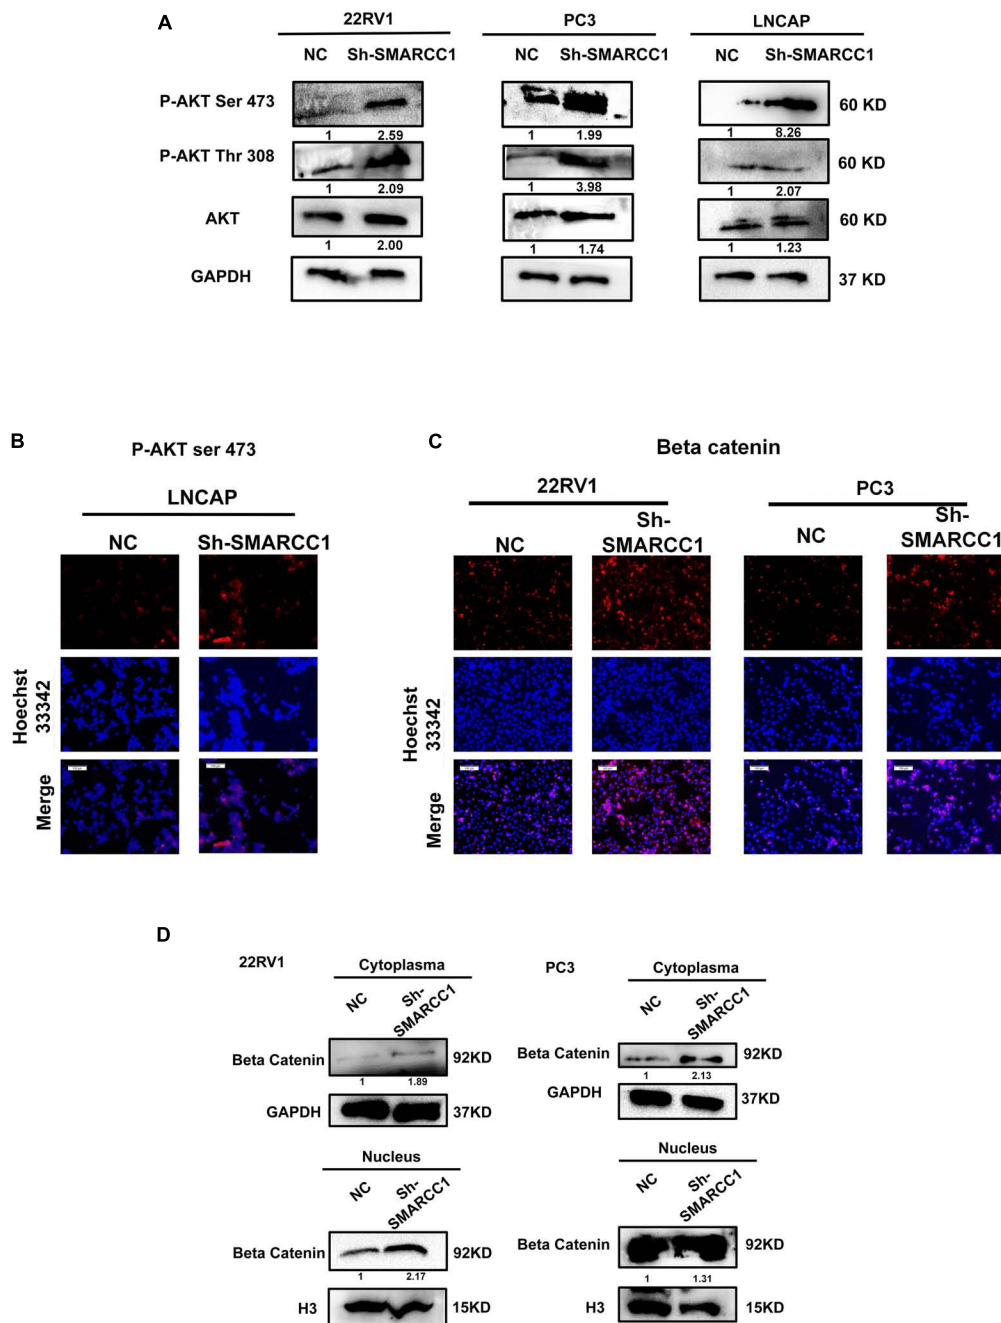 A
22RV1 PC3 LNCAP
NC Sh-SMARCC1 NC Sh-SMARCC1 NC Sh-SMARCC1
P-AKT Ser 473 60 KD
1 2.59 1 1.99 1 8.26
P-AKT Thr 308 60 KD
1 2.09 1 3.98 1 2.07
AKT 60 KD
1 2.00 1 1.74 1 1.23
GAPDH 37 KD
B
P-AKT ser 473
LNCAP
NC Sh-SMARCC1
Hoechst
33342
Merge
C
Beta catenin
22RV1 PC3
NC Sh-
SMARCC1
NC Sh-
SMARCC1
Hoechst
33342
Merge
D
22RV1 Cytoplasma
NC Sh-
SMARCC1
Beta Catenin 92KD
1 1.89
GAPDH 37KD
Nucleus
NC Sh-
SMARCC1
Beta Catenin 92KD
1 2.17
H3 15KD
PC3 Cytoplasma
NC Sh-
SMARCC1
Beta Catenin 92KD
1 2.13
GAPDH 37KD
Nucleus
NC Sh-
SMARCC1
Beta Catenin 92KD
1 1.31
H3 15KD